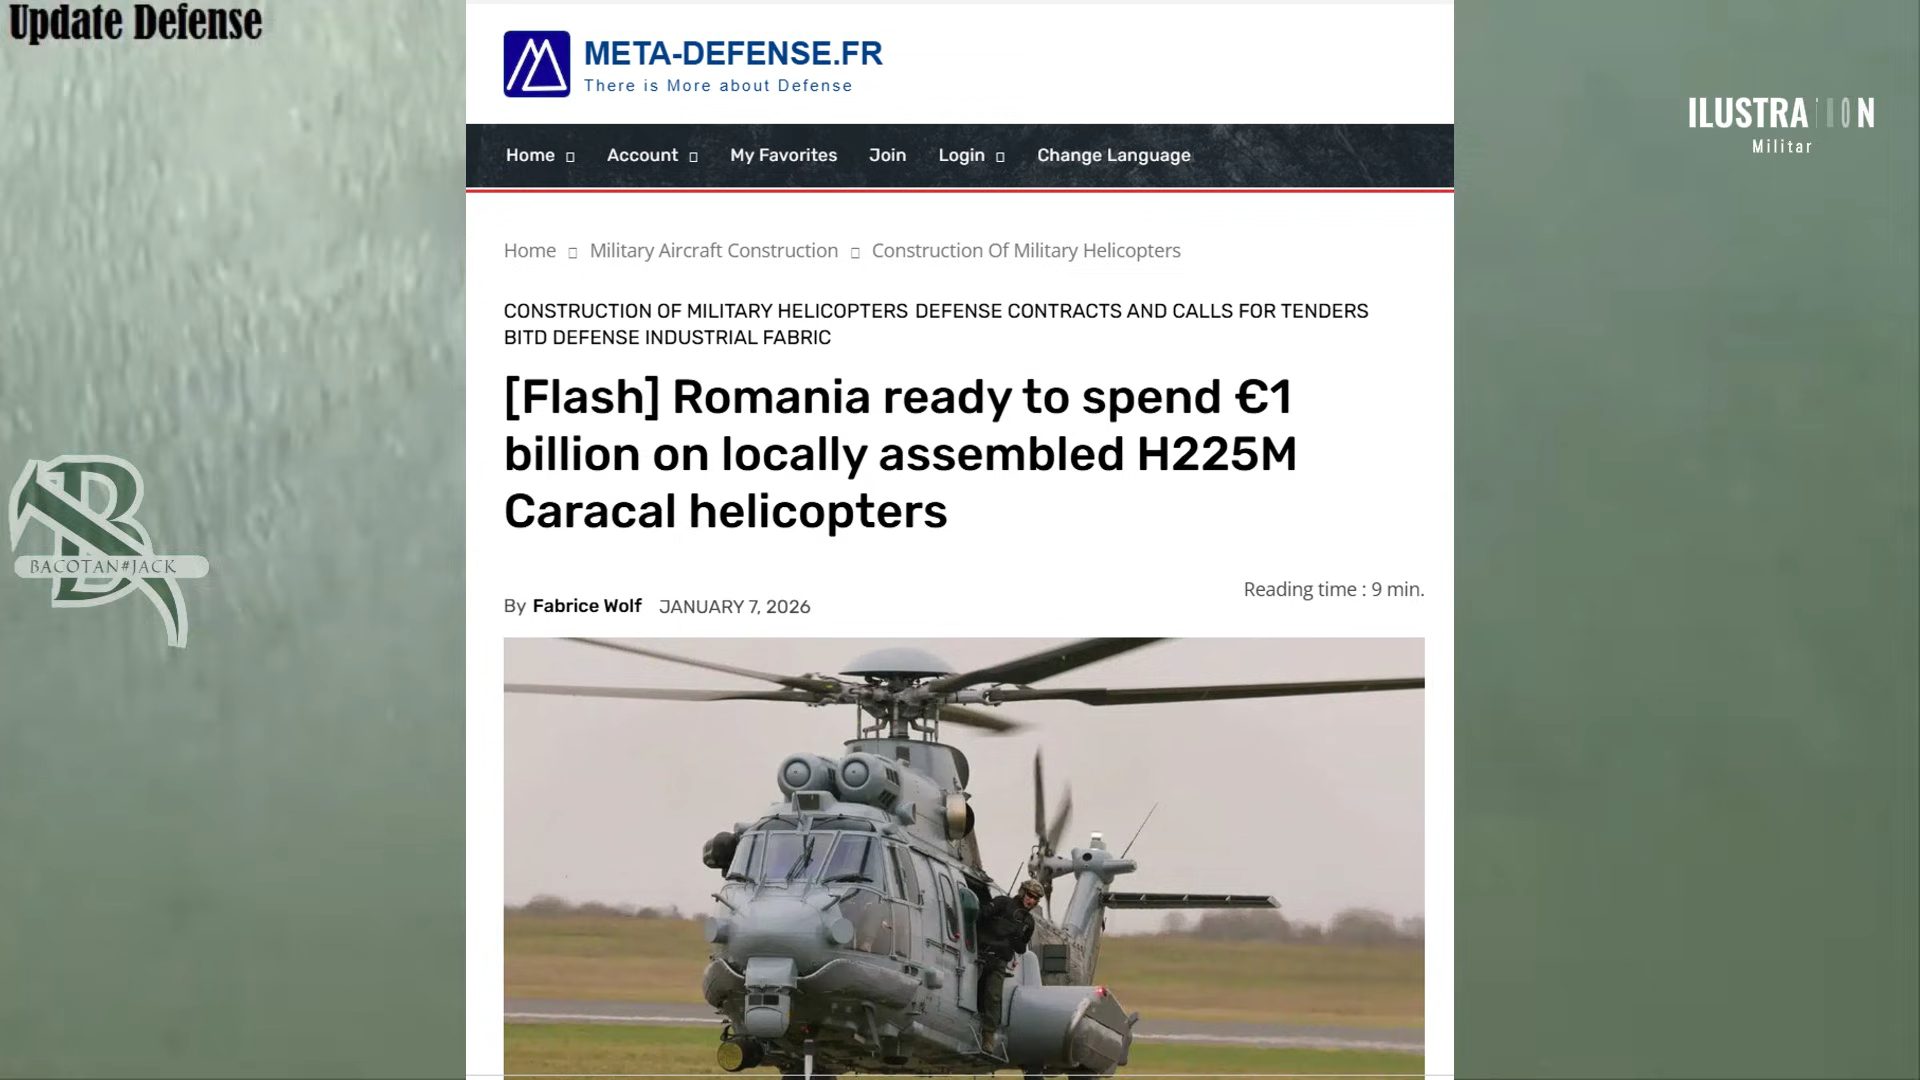 Update Defense
META-DEFENSE.FR
There is More about Defense
ILUSTRATION
Militar
Home Account My Favorites Join Login Change Language
Home Military Aircraft Construction Construction Of Military Helicopters
CONSTRUCTION OF MILITARY HELICOPTERS DEFENSE CONTRACTS AND CALLS FOR TENDERS
BITD DEFENSE INDUSTRIAL FABRIC
[Flash] Romania ready to spend €1
billion on locally assembled H225M
Caracal helicopters
By Fabrice Wolf JANUARY 7, 2026
Reading time : 9 min.
B
BACOTAN#JACK